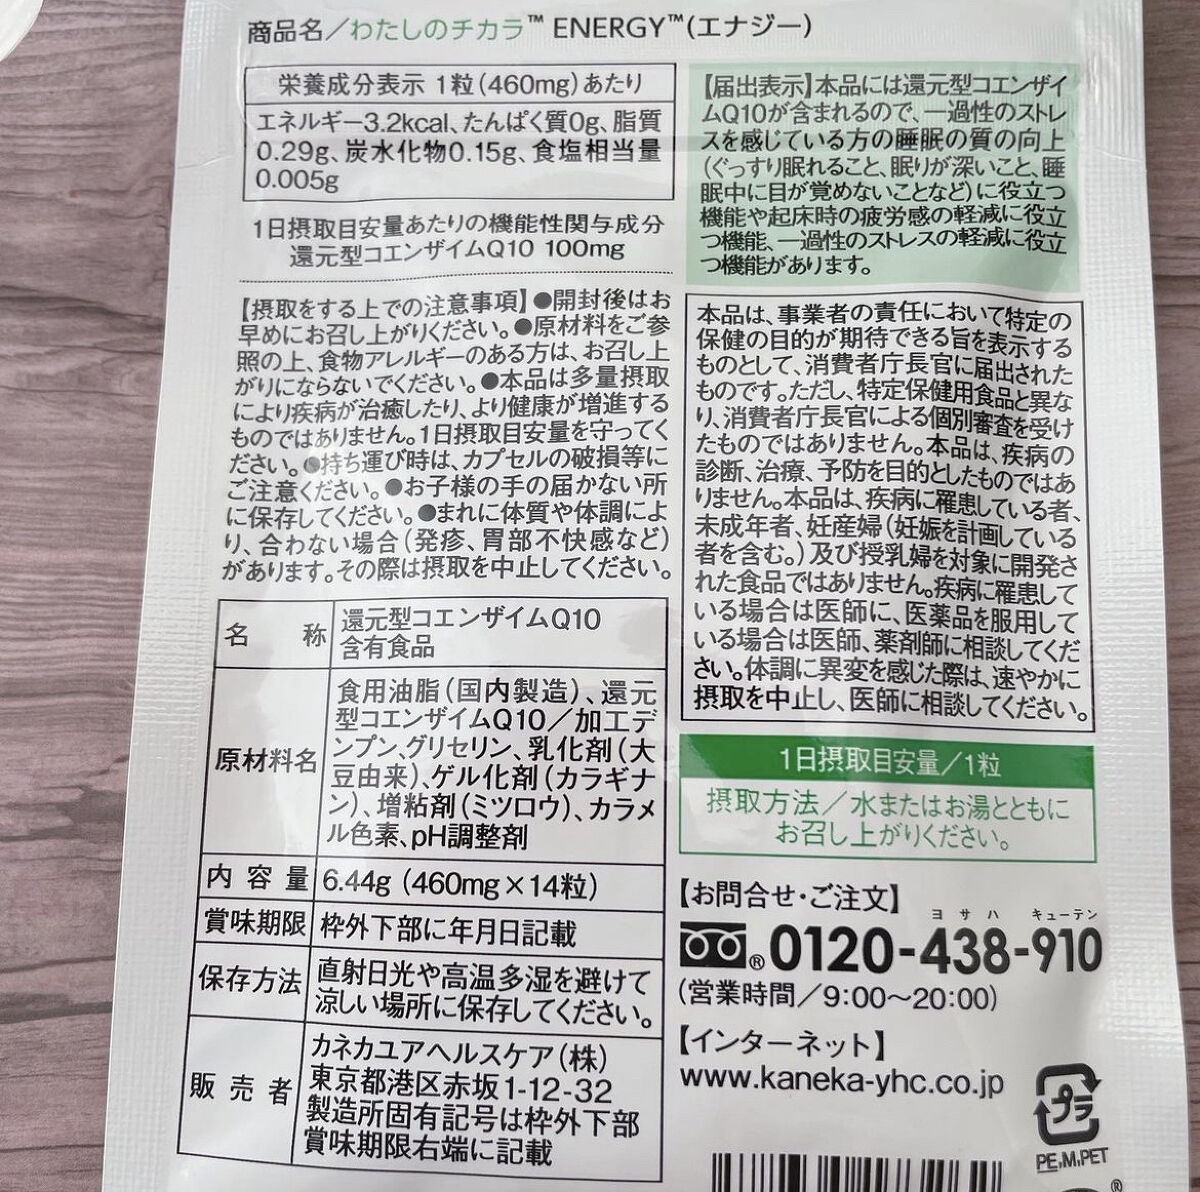 商品名／わたしのチカラ™ ENERGY™(エナジー)
栄養成分表示 1粒(460mg)あたり
エネルギー3.2kcal、たんぱく質0g、脂質
0.29g、炭水化物0.15g、食塩相当量
0.005g
1日摂取目安量あたりの機能性関与成分
還元型コエンザイムQ10 100mg
【摂取をする上での注意事項】●開封後はお
早めにお召し上がりください。●原材料をご参
照の上、食物アレルギーのある方は、お召し上
がりにならないでください。●本品は多量摂取
により疾病が治癒したり、より健康が増進する
ものではありません。1日摂取目安量を守ってく
ださい。●持ち運び時は、カプセルの破損等に
ご注意ください。●お子様の手の届かない所
に保存してください。●まれに体質や体調によ
り、合わない場合(発疹、胃部不快感など)
があります。その際は摂取を中止してください。
名称
還元型コエンザイムQ10
含有食品
原材料名
食用油脂(国内製造)、還元
型コエンザイムQ10／加工デ
ンプン、グリセリン、乳化剤(大
豆由来)、ゲル化剤(カラギナ
ン)、増粘剤(ミツロウ)、カラメ
ル色素、pH調整剤
内容量
6.44g (460mg×14粒)
賞味期限
枠外下部に年月日記載
保存方法
直射日光や高温多湿を避けて
涼しい場所に保存してください。
販売者
カネカユアヘルスケア(株)
東京都港区赤坂1-12-32
製造所固有記号は枠外下部
賞味期限右端に記載
【届出表示】本品には還元型コエンザイ
ムQ10が含まれるので、一過性のストレ
スを感じている方の睡眠の質の向上
(ぐっすり眠れること、眠りが深いこと、睡
眠中に目が覚めないことなど)に役立つ
機能や起床時の疲労感の軽減に役立
つ機能、一過性のストレスの軽減に役立
つ機能があります。
本品は、事業者の責任において特定の
保健の目的が期待できる旨を表示する
ものとして、消費者庁長官に届出された
ものです。ただし、特定保健用食品と異な
り、消費者庁長官による個別審査を受け
たものではありません。本品は、疾病の
診断、治療、予防を目的としたものではあ
りません。本品は、疾病に罹患している者、
未成年者、妊産婦(妊娠を計画している
者を含む。)及び授乳婦を対象に開発さ
れた食品ではありません。疾病に罹患して
いる場合は医師に、医薬品を服用して
いる場合は医師、薬剤師に相談してくだ
さい。体調に異変を感じた際は、速やかに
摂取を中止し、医師に相談してください。
1日摂取目安量／1粒
摂取方法／水またはお湯とともに
お召し上がりください。
【お問合せ・ご注文】
ヨサハ キューテン
®0120-438-910
(営業時間／9:00～20:00)
【インターネット】
www.kaneka-yhc.co.jp
プラ
PE,M,PET
®